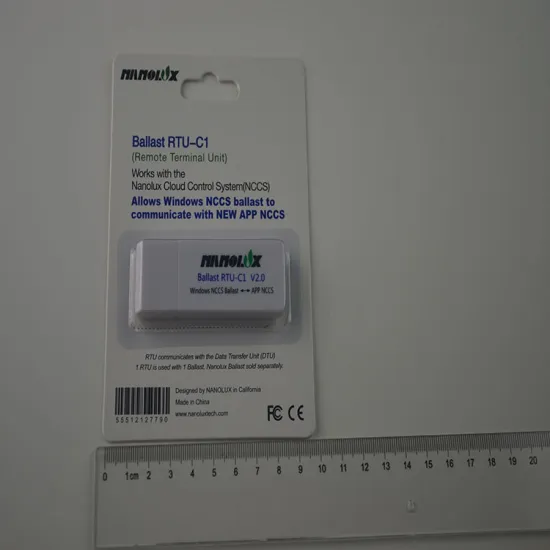 NANOLUX
Ballast RTU-C1
(Remote Terminal Unit)
Works with the
Nanolux Cloud Control System(NCCS)
Allows Windows NCCS ballast to
communicate with NEW APP NCCS
NANOLUX
Ballast RTU-C1 V2.0
Windows NCCS Ballast ↔ APP NCCS
RTU communicates with the Data Transfer Unit (DTU)
1 RTU is used with 1 Ballast. Nanolux Ballast sold separately.
Designed by NANOLUX in California
Made in China
www.nanoluxtech.com
55512127790
FC CE
0 1cm 2 3 4 5 6 7 8 9 10 11 12 13 14 15 16 17 18 19 20